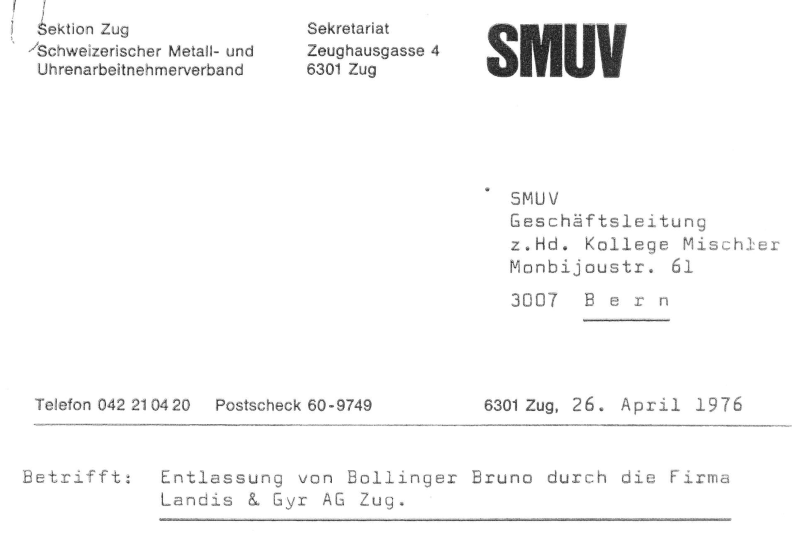 Sektion Zug
Schweizerischer Metall- und
Uhrenarbeitnehmerverband
Sekretariat
Zeughausgasse 4
6301 Zug
SMUV
SMUV
Geschäftsleitung
z.Hd. Kollege Mischler
Monbijoustr. 61
3007 B e r n
Telefon 042 21 04 20 Postscheck 60-9749 6301 Zug, 26. April 1976
Betrifft: Entlassung von Bollinger Bruno durch die Firma
Landis & Gyr AG Zug.